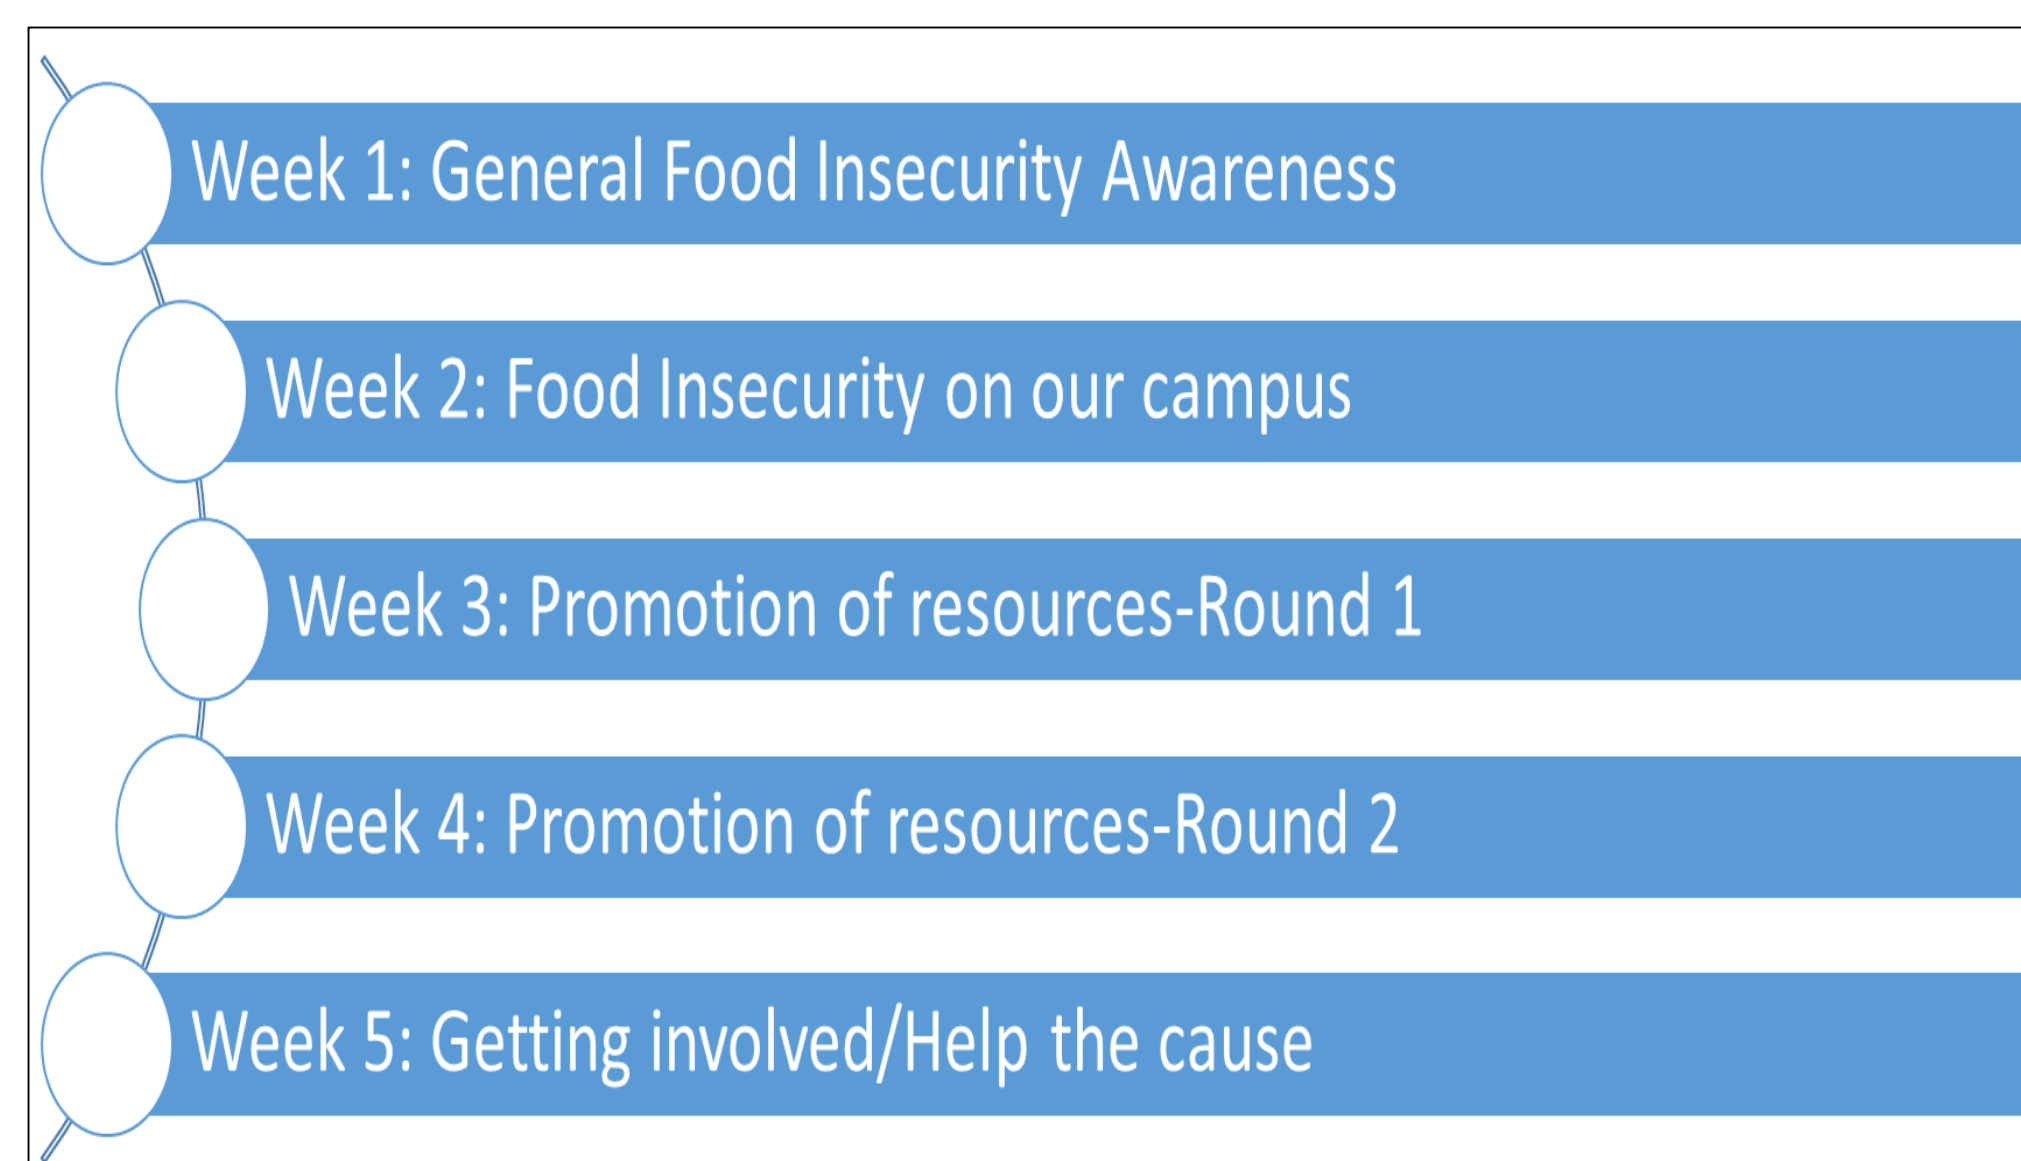 Week 1: General Food Insecurity Awareness
Week 2: Food Insecurity on our campus
Week 3: Promotion of resources-Round 1
Week 4: Promotion of resources-Round 2
Week 5: Getting involved/Help the cause